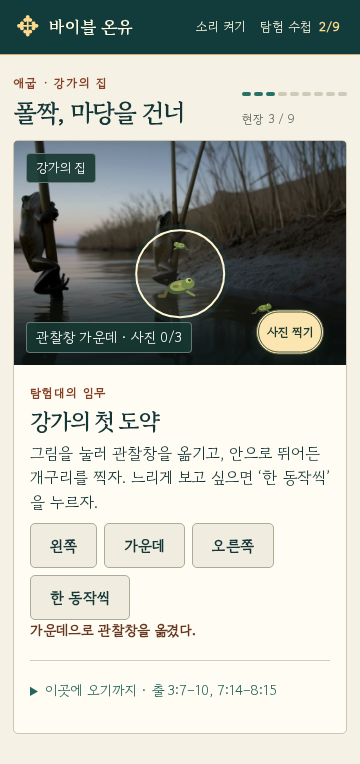 바이블 온유
소리 켜기
탐험 수첩 2/9
애굽 · 강가의 집
폴짝, 마당을 건너
현장 3 / 9
강가의 집
관찰창 가운데 · 사진 0/3
사진 찍기
탐험대의 임무
강가의 첫 도약
그림을 눌러 관찰창을 옮기고, 안으로 뛰어든
개구리를 찍자. 느리게 보고 싶으면 ‘한 동작씩’
을 누르자.
왼쪽
가운데
오른쪽
한 동작씩
가운데으로 관찰창을 옮겼다.
▶ 이곳에 오기까지 · 출 3:7–10, 7:14–8:15